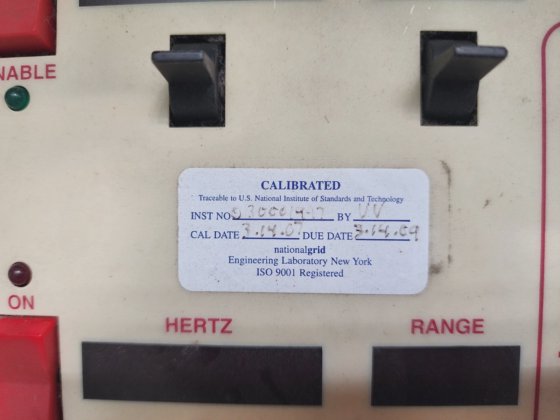 NABLE
CALIBRATED
Traceable to U.S. National Institute of Standards and Technology
INST NO. BY VV
CAL DATE 3.14.07 DUE DATE 3.14.09
nationalgrid
Engineering Laboratory New York
ISO 9001 Registered
ON
HERTZ
RANGE